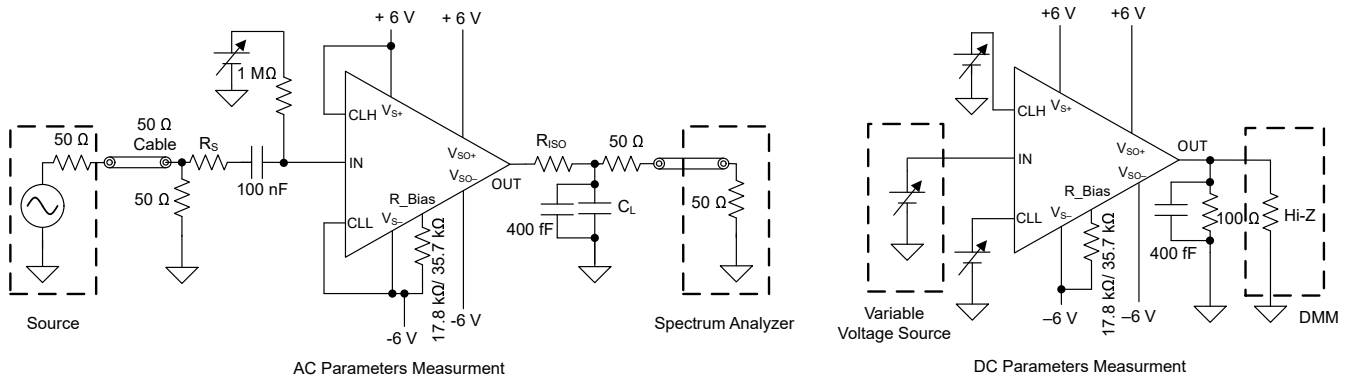 + 6 V
+ 6 V
1 MΩ
CLH
V_S+
50 Ω
50 Ω
Cable
R_S
IN
V_SO+
R_ISO
50 Ω
V_SO–
OUT
50 Ω
100 nF
R_Bias
V_S–
CLL
400 fF
C_L
50 Ω
17.8 kΩ/ 35.7 kΩ
-6 V
-6 V
Source
Spectrum Analyzer
AC Parameters Measurment
+6 V
+6 V
CLH
V_S+
IN
V_SO+
OUT
V_SO–
R_Bias
V_S–
CLL
100 Ω
Hi-Z
400 fF
17.8 kΩ/ 35.7 kΩ
–6 V
–6 V
Variable
Voltage Source
DMM
DC Parameters Measurment